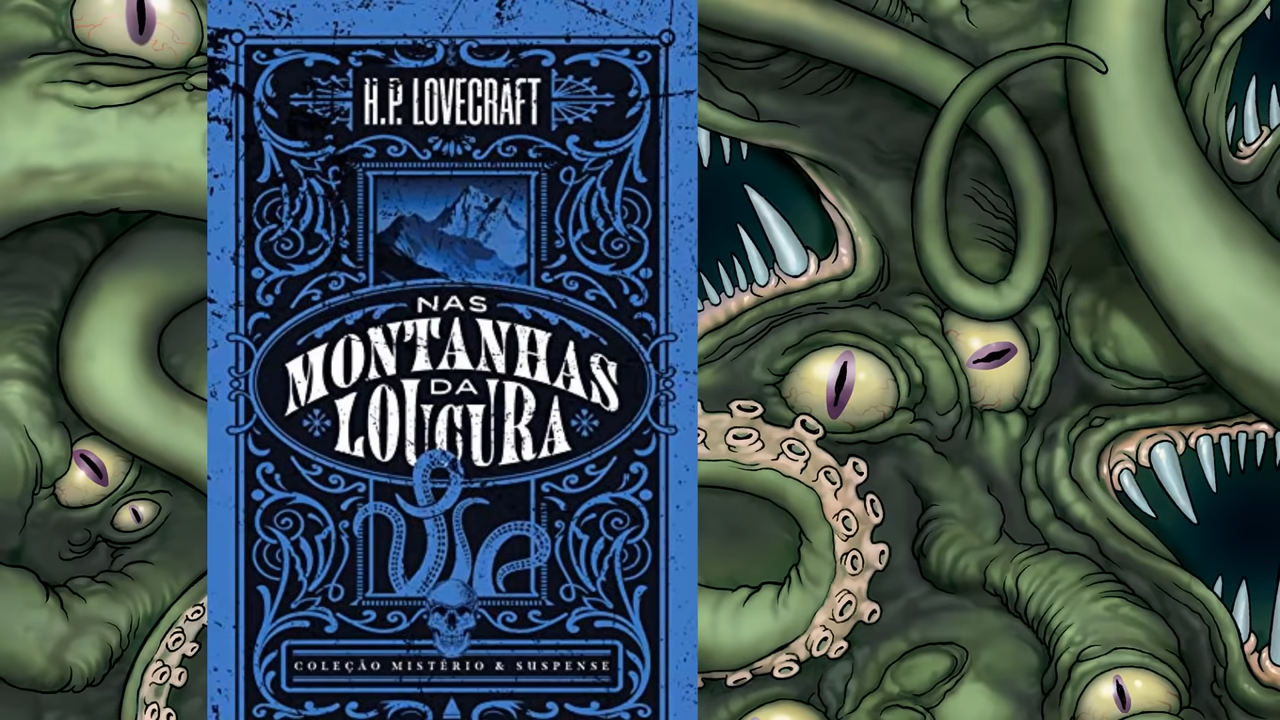 H.P. LOVECRAFT
NAS
MONTANHAS
DA
LOUCURA
COLEÇÃO MISTÉRIO & SUSPENSE